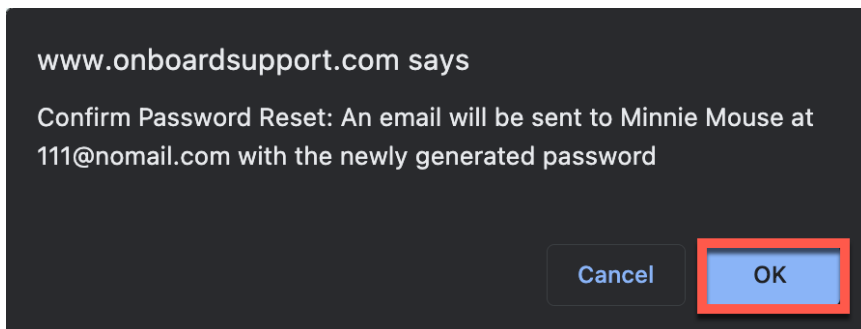 www.onboardsupport.com says
Confirm Password Reset: An email will be sent to Minnie Mouse at
111@nomail.com with the newly generated password
Cancel
OK